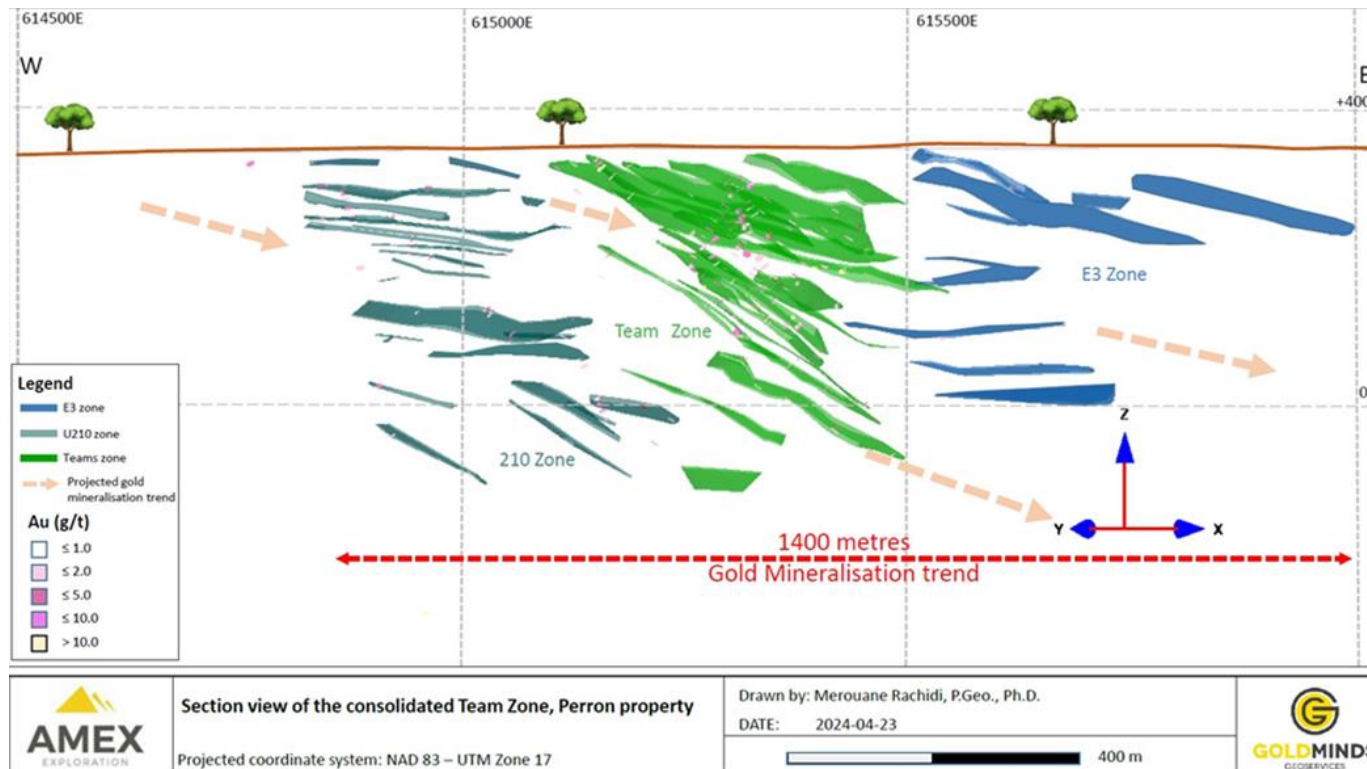 614500E
615000E
615500E
W
E
+400
E3 Zone
Team Zone
210 Zone
0
Legend
E3 zone
U210 zone
Teams zone
Projected gold
mineralisation trend
Au (g/t)
≤ 1.0
≤ 2.0
≤ 5.0
≤ 10.0
> 10.0
Z
Y
X
1400 metres
Gold Mineralisation trend
AMEX
EXPLORATION
Section view of the consolidated Team Zone, Perron property
Projected coordinate system: NAD 83 – UTM Zone 17
Drawn by: Merouane Rachidi, P.Geo., Ph.D.
DATE: 2024-04-23
400 m
G
GOLDMINDS
GEOSERVICES